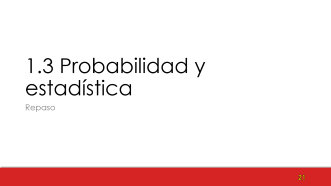 1.3 Probabilidad y
estadística
Repaso
21